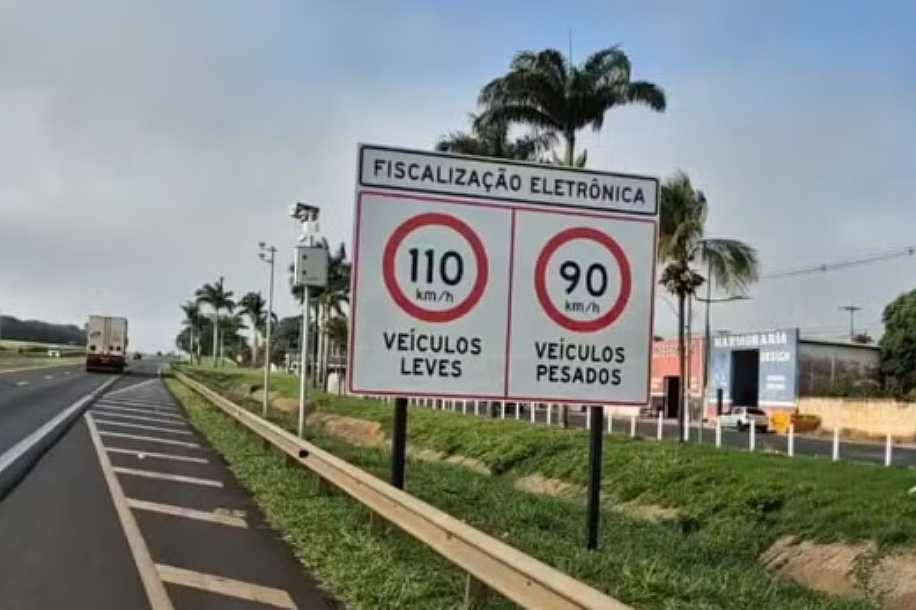 FISCALIZAÇÃO ELETRÔNICA
110
km/h
VEÍCULOS
LEVES
90
km/h
VEÍCULOS
PESADOS
MARMORARIA
DESIGN